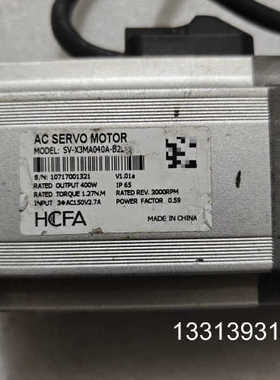 AC SERVO MOTOR
MODEL: SV-X3MA040A-B2
S/N: 10717001321 V1.01a
RATED OUTPUT 400W IP 65
RATED TORQUE 1.27N.M RATED REV. 3000RPM
INPUT 3ΦAC150V2.7A POWER FACTOR 0.59
HCFA MADE IN CHINA
13313931